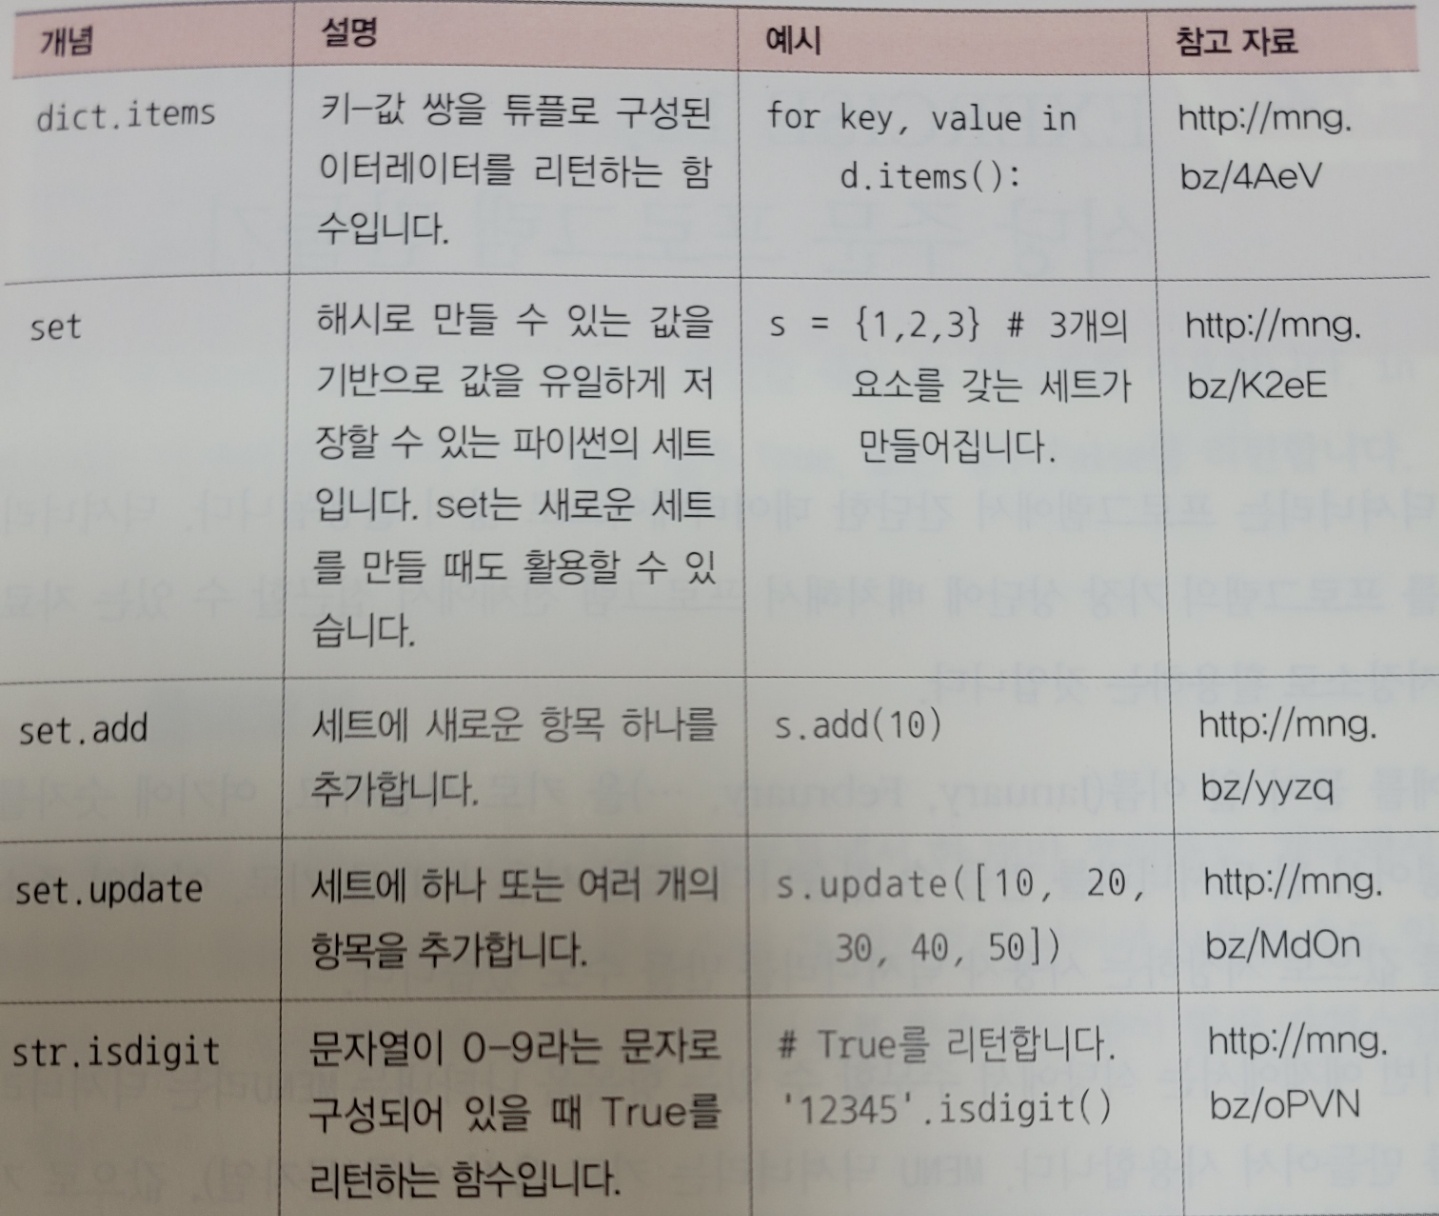 개념 설명 예시 참고 자료
dict.items 키-값 쌍을 튜플로 구성된 for key, value in http://mng.
이터레이터를 리턴하는 함 d.items(): bz/4AeV
수입니다.
set 해시로 만들 수 있는 값을 s = {1,2,3} # 3개의 http://mng.
기반으로 값을 유일하게 저 요소를 갖는 세트가 bz/K2eE
장할 수 있는 파이썬의 세트 만들어집니다.
입니다. set는 새로운 세트
를 만들 때도 활용할 수 있
습니다.
set.add 세트에 새로운 항목 하나를 s.add(10) http://mng.
추가합니다. bz/yyzq
set.update 세트에 하나 또는 여러 개의 s.update([10, 20, http://mng.
항목을 추가합니다. 30, 40, 50]) bz/MdOn
str.isdigit 문자열이 0-9라는 문자로 # True를 리턴합니다. http://mng.
구성되어 있을 때 True를 '12345'.isdigit() bz/oPVN
리턴하는 함수입니다.